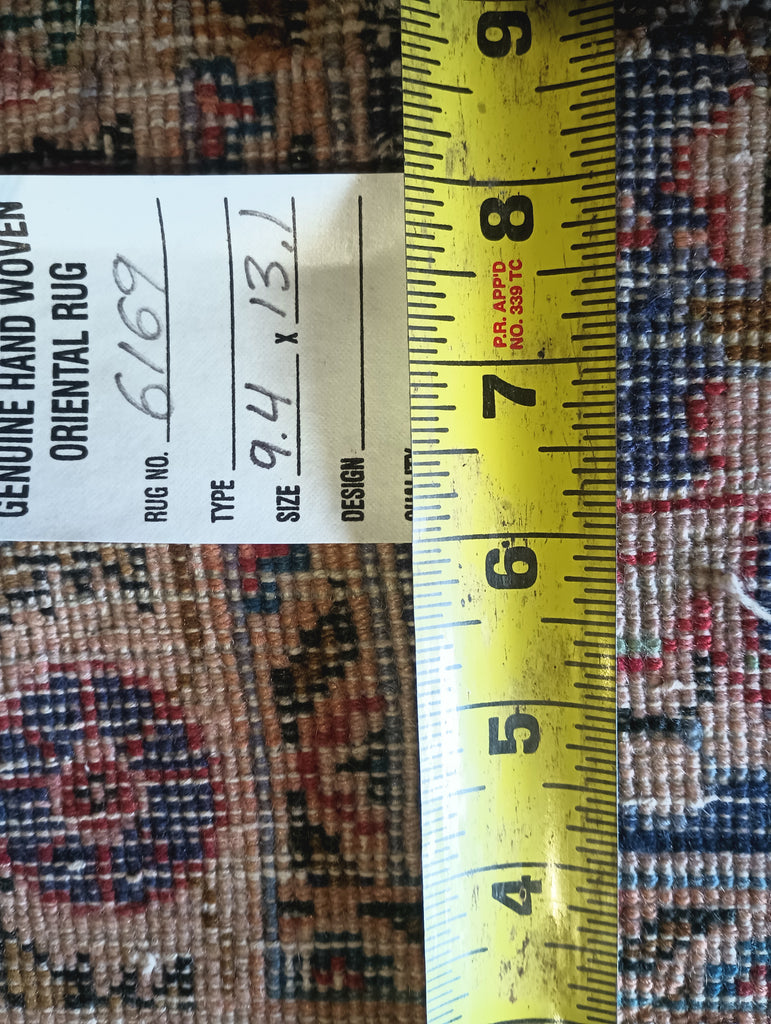 GENUINE HAND WOVEN
ORIENTAL RUG
RUG NO. 6169
TYPE
SIZE 9.4 x 13.1
DESIGN
QUALITY
9
8
P.R. APP'D
NO. 339 TC
7
6
5
4